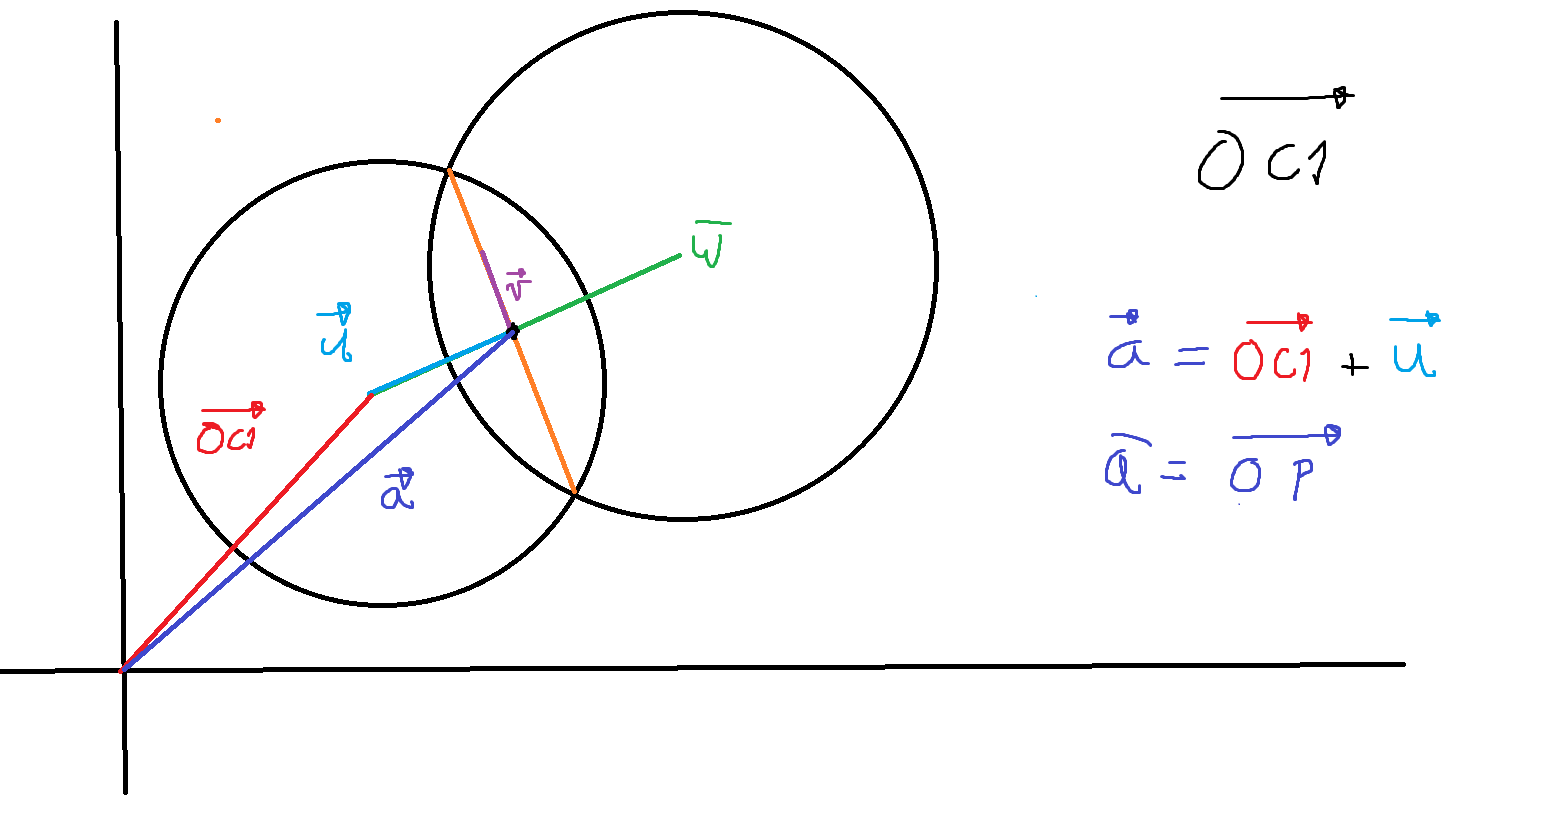 OC1
w̅
v⃗
u⃗
OC1
a⃗
a⃗ = OC1 + u⃗
a̅ = OP